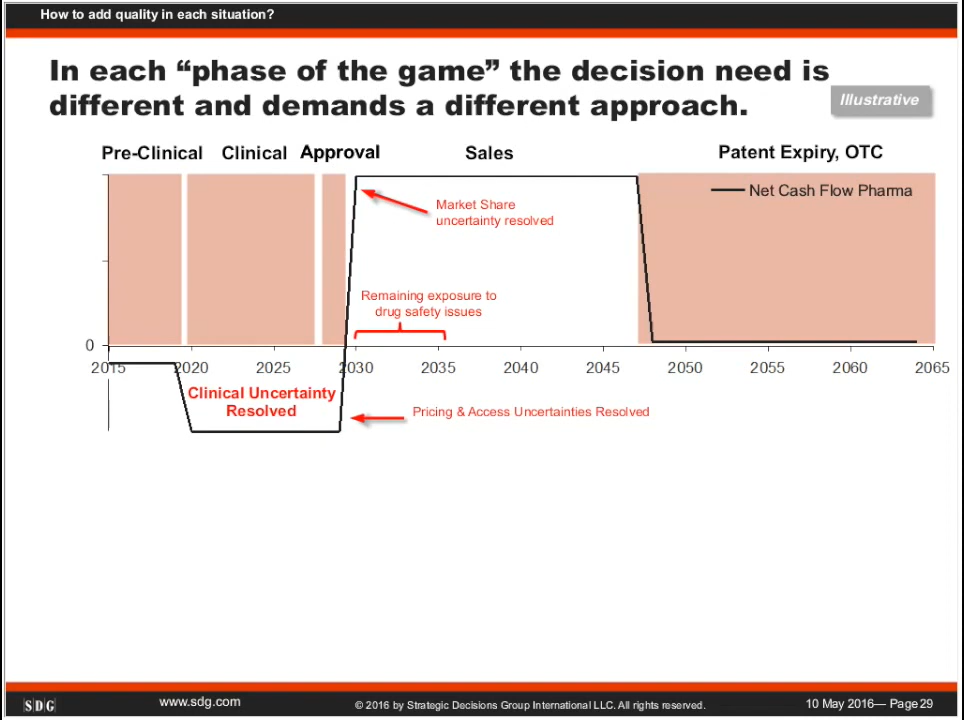 How to add quality in each situation?
In each “phase of the game” the decision need is
different and demands a different approach.
Illustrative
Pre-Clinical Clinical Approval Sales Patent Expiry, OTC
Net Cash Flow Pharma
Market Share
uncertainty resolved
Remaining exposure to
drug safety issues
0
2015 2020 2025 2030 2035 2040 2045 2050 2055 2060 2065
Clinical Uncertainty
Resolved
Pricing & Access Uncertainties Resolved
SDG www.sdg.com © 2016 by Strategic Decisions Group International LLC. All rights reserved. 10 May 2016— Page 29